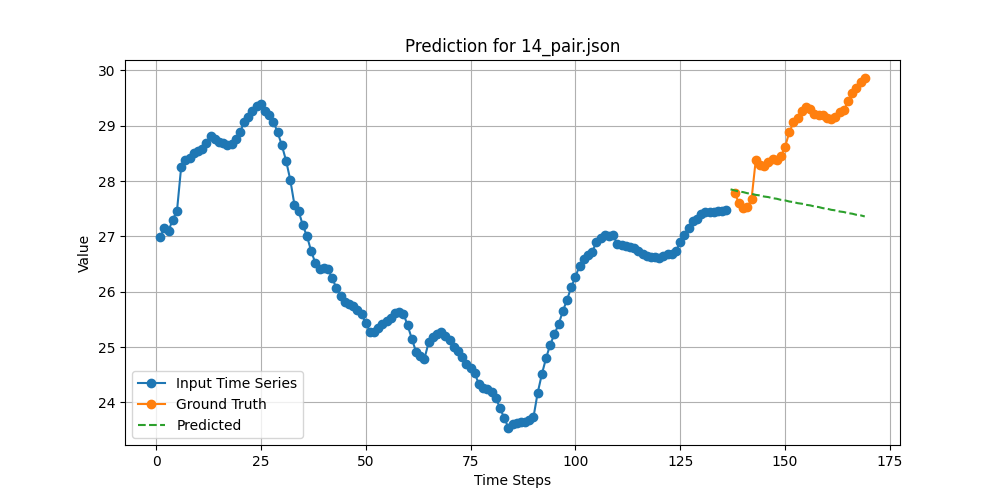 Prediction for 14_pair.json
30
29
28
27
26
25
24
Value
Input Time Series
Ground Truth
Predicted
0 25 50 75 100 125 150 175
Time Steps